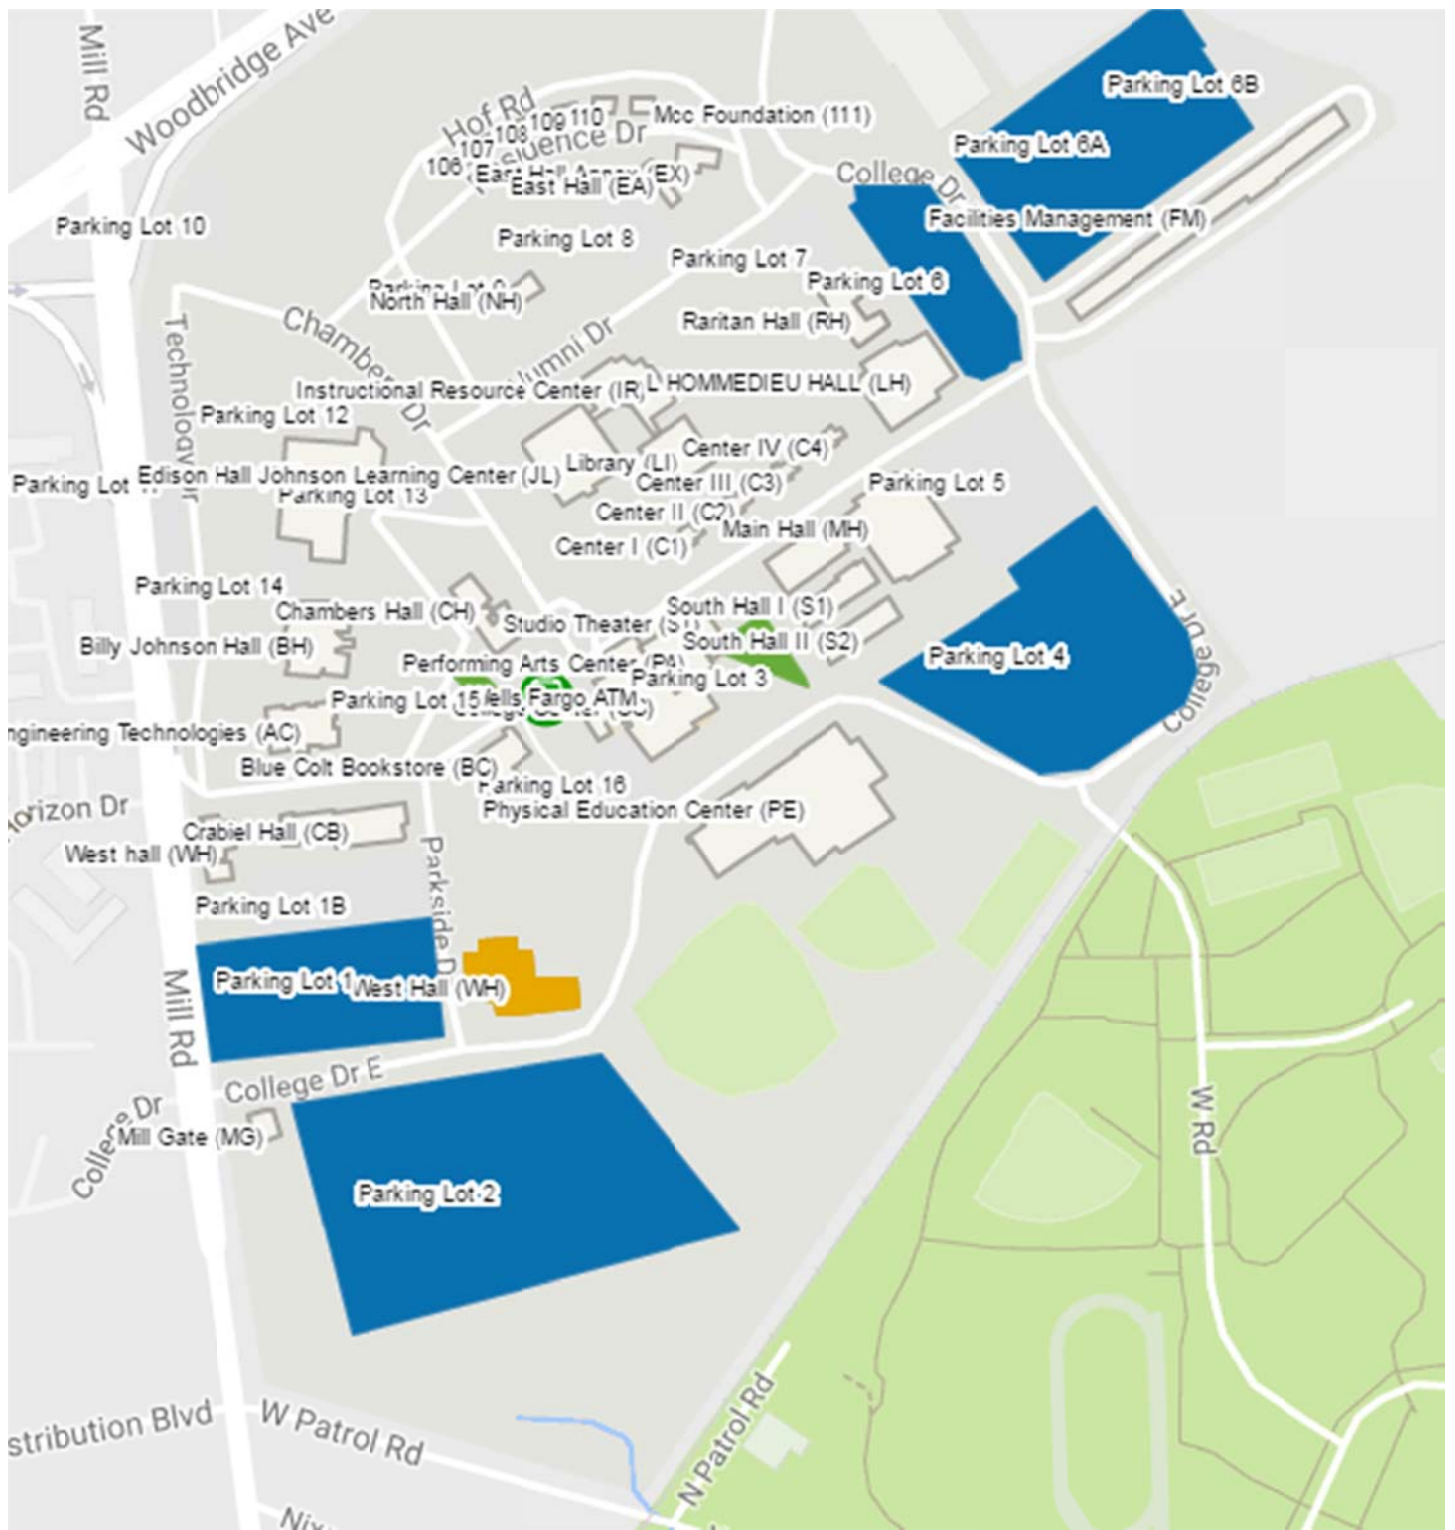 Mill Rd
Woodbridge Ave
Hof Rd
Parking Lot 6B
110
109
108
107
106
Mcc Foundation (111)
Parking Lot 6A
East Hall Annex (EX)
East Hall (EA)
College Dr
Parking Lot 10
Facilities Management (FM)
Parking Lot 8
Parking Lot 7
Parking Lot 6
North Hall (NH)
Raritan Hall (RH)
Chambers Dr
Alumni Dr
Instructional Resource Center (IR)
L HOMMEDIEU HALL (LH)
Parking Lot 12
Technology Dr
Center IV (C4)
Library (LI)
Edison Hall Johnson Learning Center (JL)
Parking Lot
Center III (C3)
Parking Lot 5
Parking Lot 13
Center II (C2)
Main Hall (MH)
Center I (C1)
Parking Lot 14
Chambers Hall (CH)
South Hall I (S1)
Studio Theater
Billy Johnson Hall (BH)
South Hall II (S2)
College Dr E
Parking Lot 4
Performing Arts Center (PA)
Parking Lot 3
Parking Lot 15
Wells Fargo ATM
ngineering Technologies (AC)
Blue Colt Bookstore (BC)
Parking Lot 16
Horizon Dr
Physical Education Center (PE)
Crabiel Hall (CB)
West hall (WH)
Parkside D
Parking Lot 1B
Parking Lot 1
West Hall (WH)
Mill Rd
College Dr E
College Dr
Mill Gate (MG)
W Rd
Parking Lot 2
stribution Blvd
W Patrol Rd
N Patrol Rd
Nix